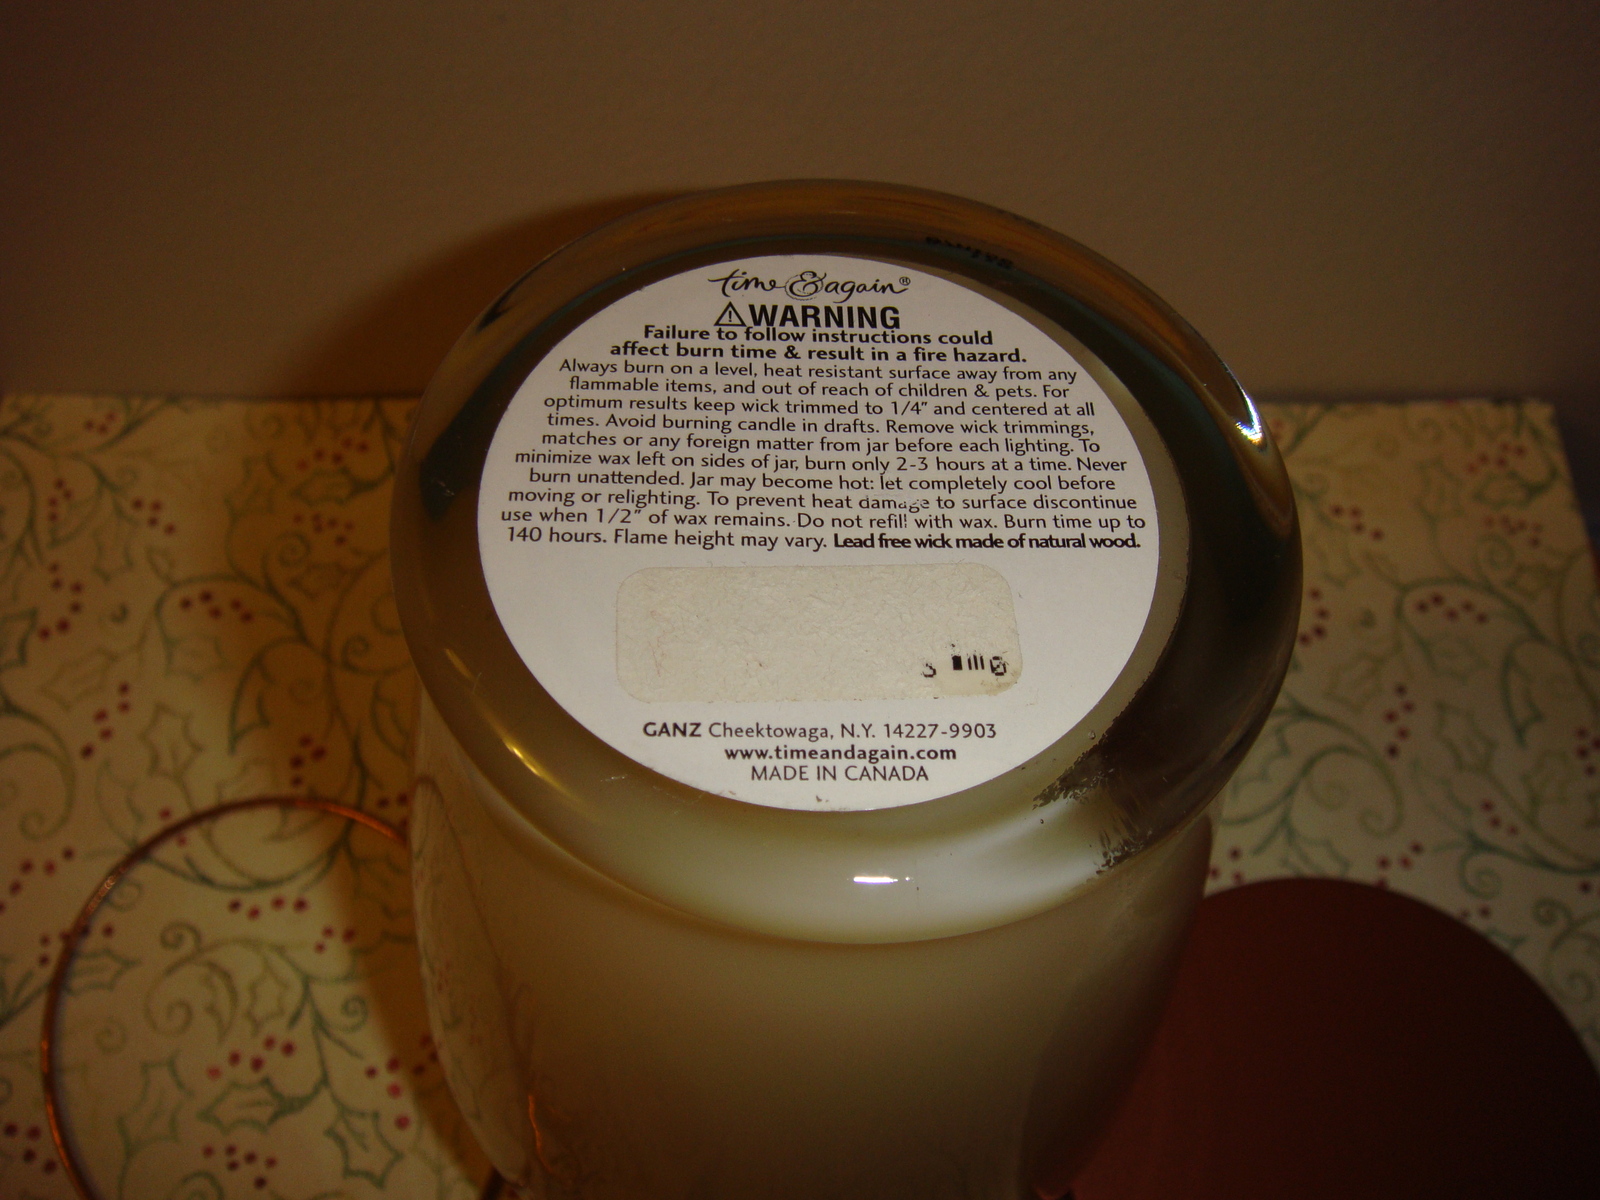 time & again®
⚠WARNING
Failure to follow instructions could
affect burn time & result in a fire hazard.
Always burn on a level, heat resistant surface away from any
flammable items, and out of reach of children & pets. For
optimum results keep wick trimmed to 1/4" and centered at all
times. Avoid burning candle in drafts. Remove wick trimmings,
matches or any foreign matter from jar before each lighting. To
minimize wax left on sides of jar, burn only 2-3 hours at a time. Never
burn unattended. Jar may become hot: let completely cool before
moving or relighting. To prevent heat damage to surface discontinue
use when 1/2" of wax remains. Do not refill with wax. Burn time up to
140 hours. Flame height may vary. Lead free wick made of natural wood.
GANZ Cheektowaga, N.Y. 14227-9903
www.timeandagain.com
MADE IN CANADA